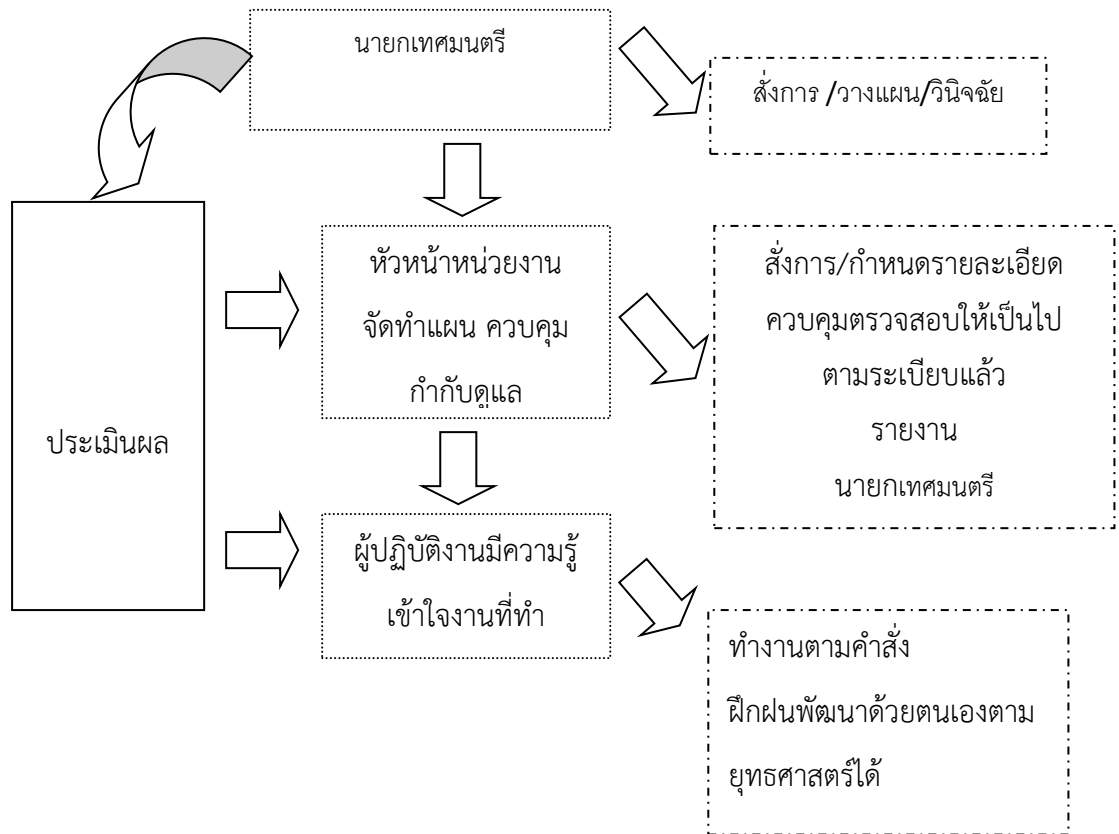 นายกเทศมนตรี
สั่งการ /วางแผน/วินิจฉัย
หัวหน้าหน่วยงาน
จัดทำแผน ควบคุม
กำกับดูแล
สั่งการ/กำหนดรายละเอียด
ควบคุมตรวจสอบให้เป็นไป
ตามระเบียบแล้ว
รายงาน
นายกเทศมนตรี
ประเมินผล
ผู้ปฏิบัติงานมีความรู้
เข้าใจงานที่ทำ
ทำงานตามคำสั่ง
ฝึกฝนพัฒนาด้วยตนเองตาม
ยุทธศาสตร์ได้